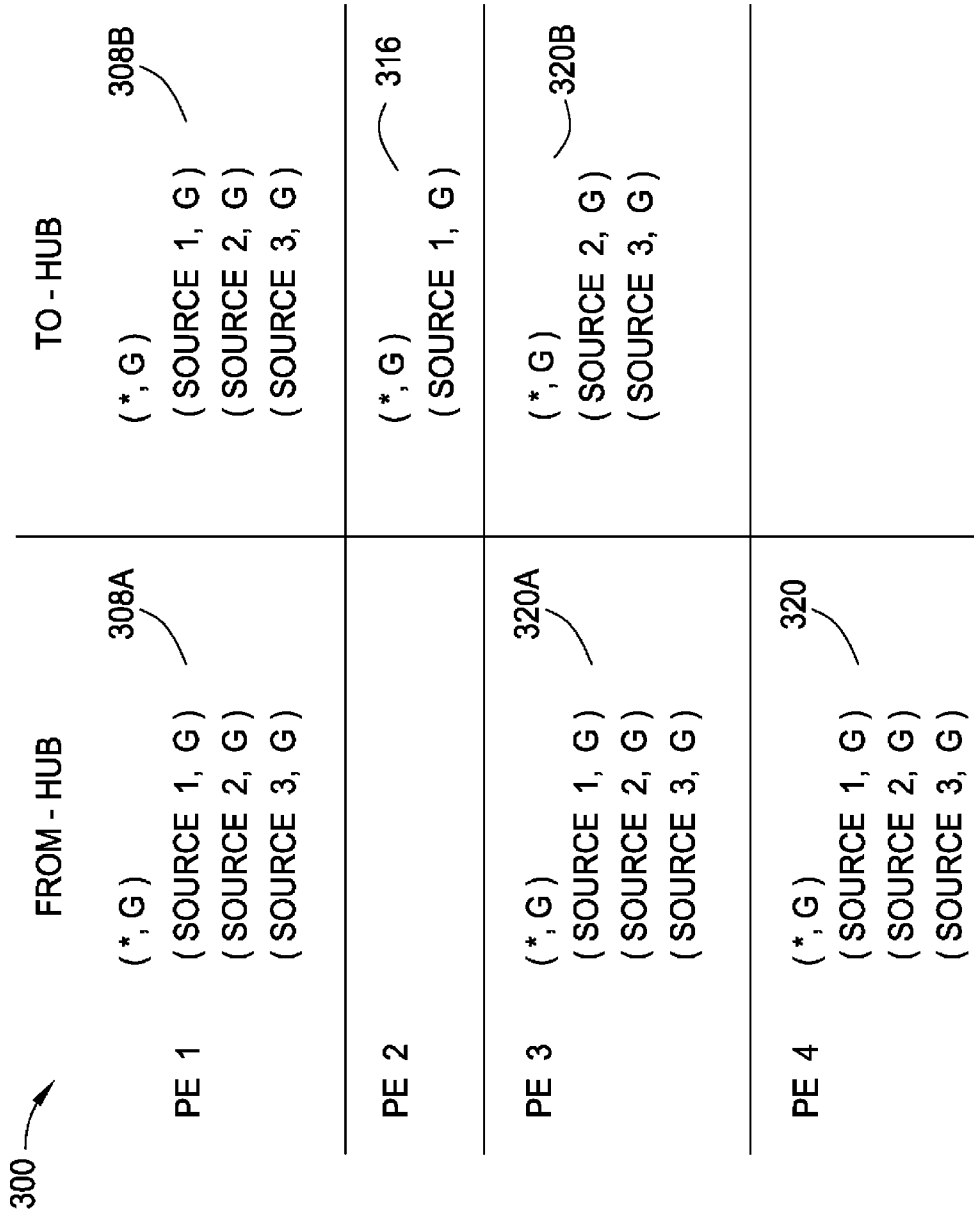 300
FROM - HUB
TO - HUB
PE 1
( *, G )
( SOURCE 1, G )
( SOURCE 2, G )
( SOURCE 3, G )
308A
( *, G )
( SOURCE 1, G )
( SOURCE 2, G )
( SOURCE 3, G )
308B
PE 2
( *, G )
( SOURCE 1, G )
316
PE 3
( *, G )
( SOURCE 1, G )
( SOURCE 2, G )
( SOURCE 3, G )
320A
( *, G )
( SOURCE 2, G )
( SOURCE 3, G )
320B
PE 4
( *, G )
( SOURCE 1, G )
( SOURCE 2, G )
( SOURCE 3, G )
320